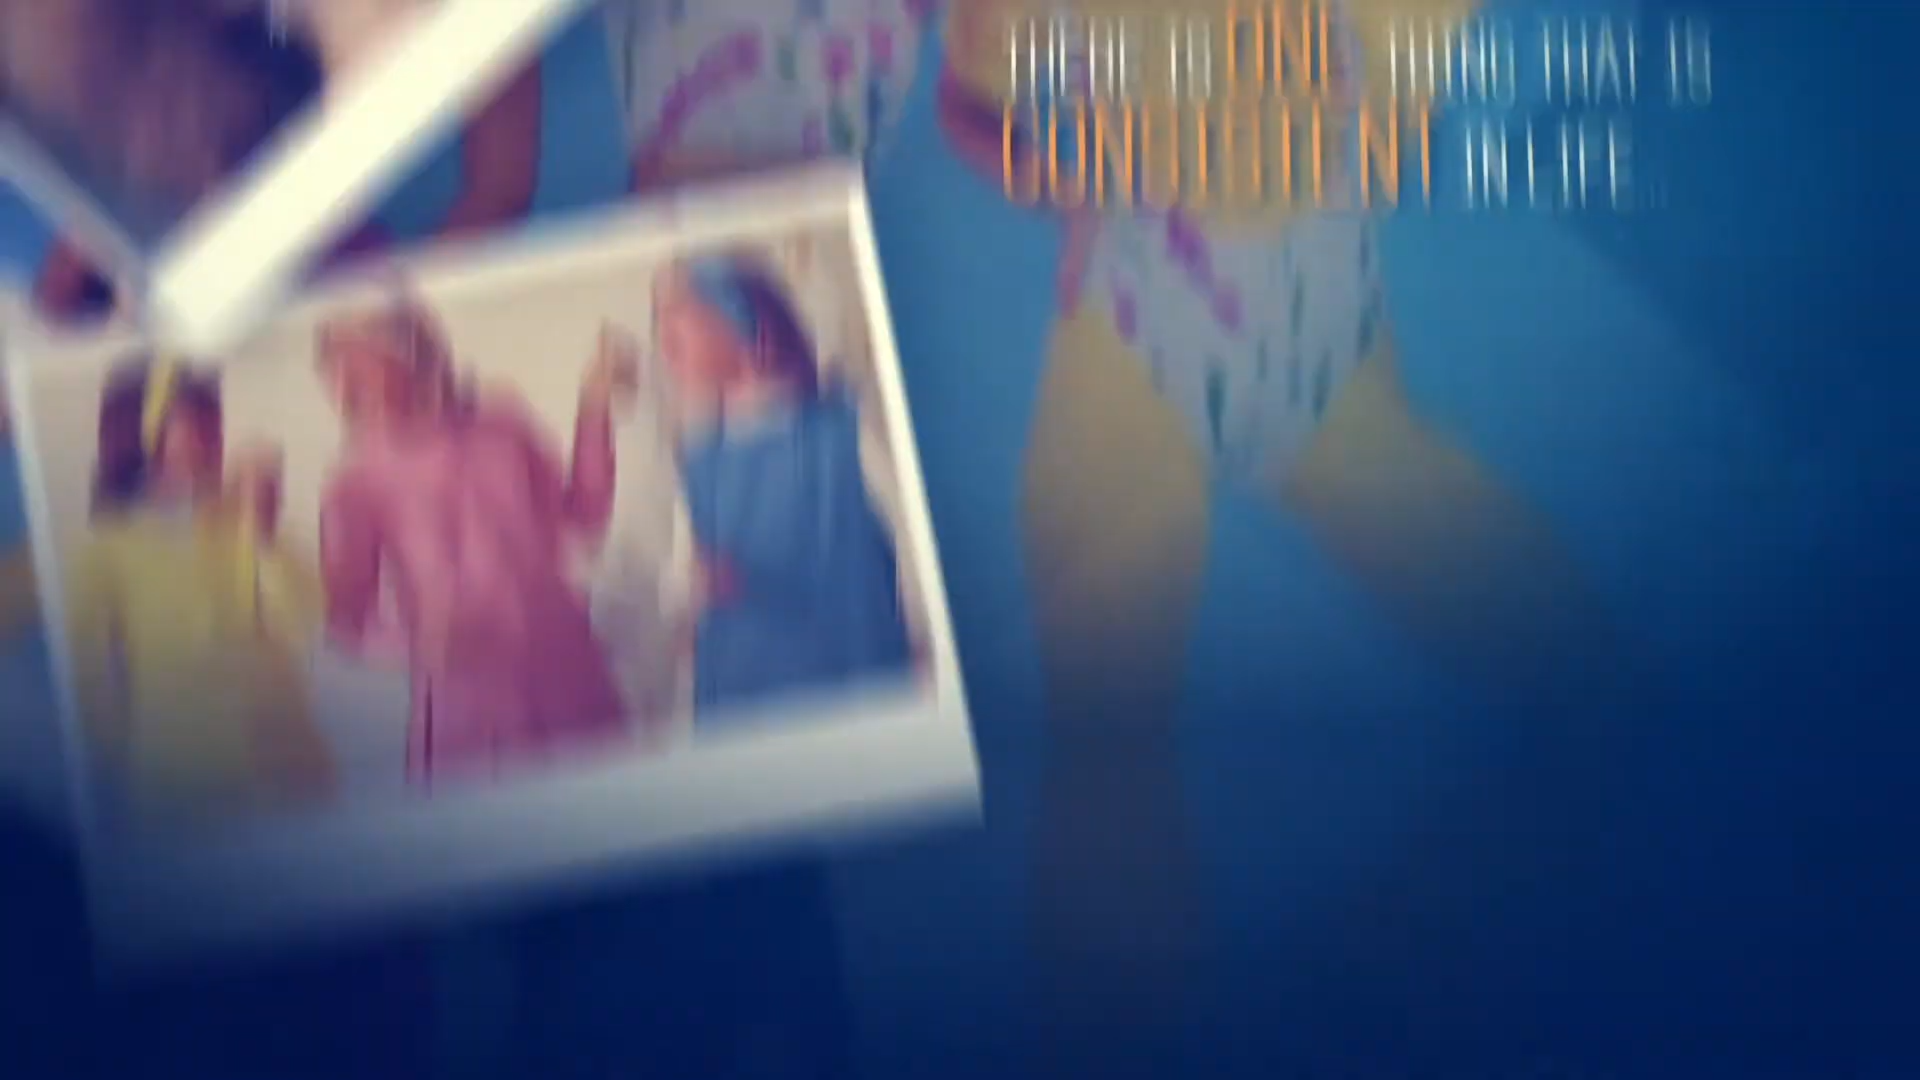 THERE IS ONE THING THAT IS
CONSISTENT IN LIFE...